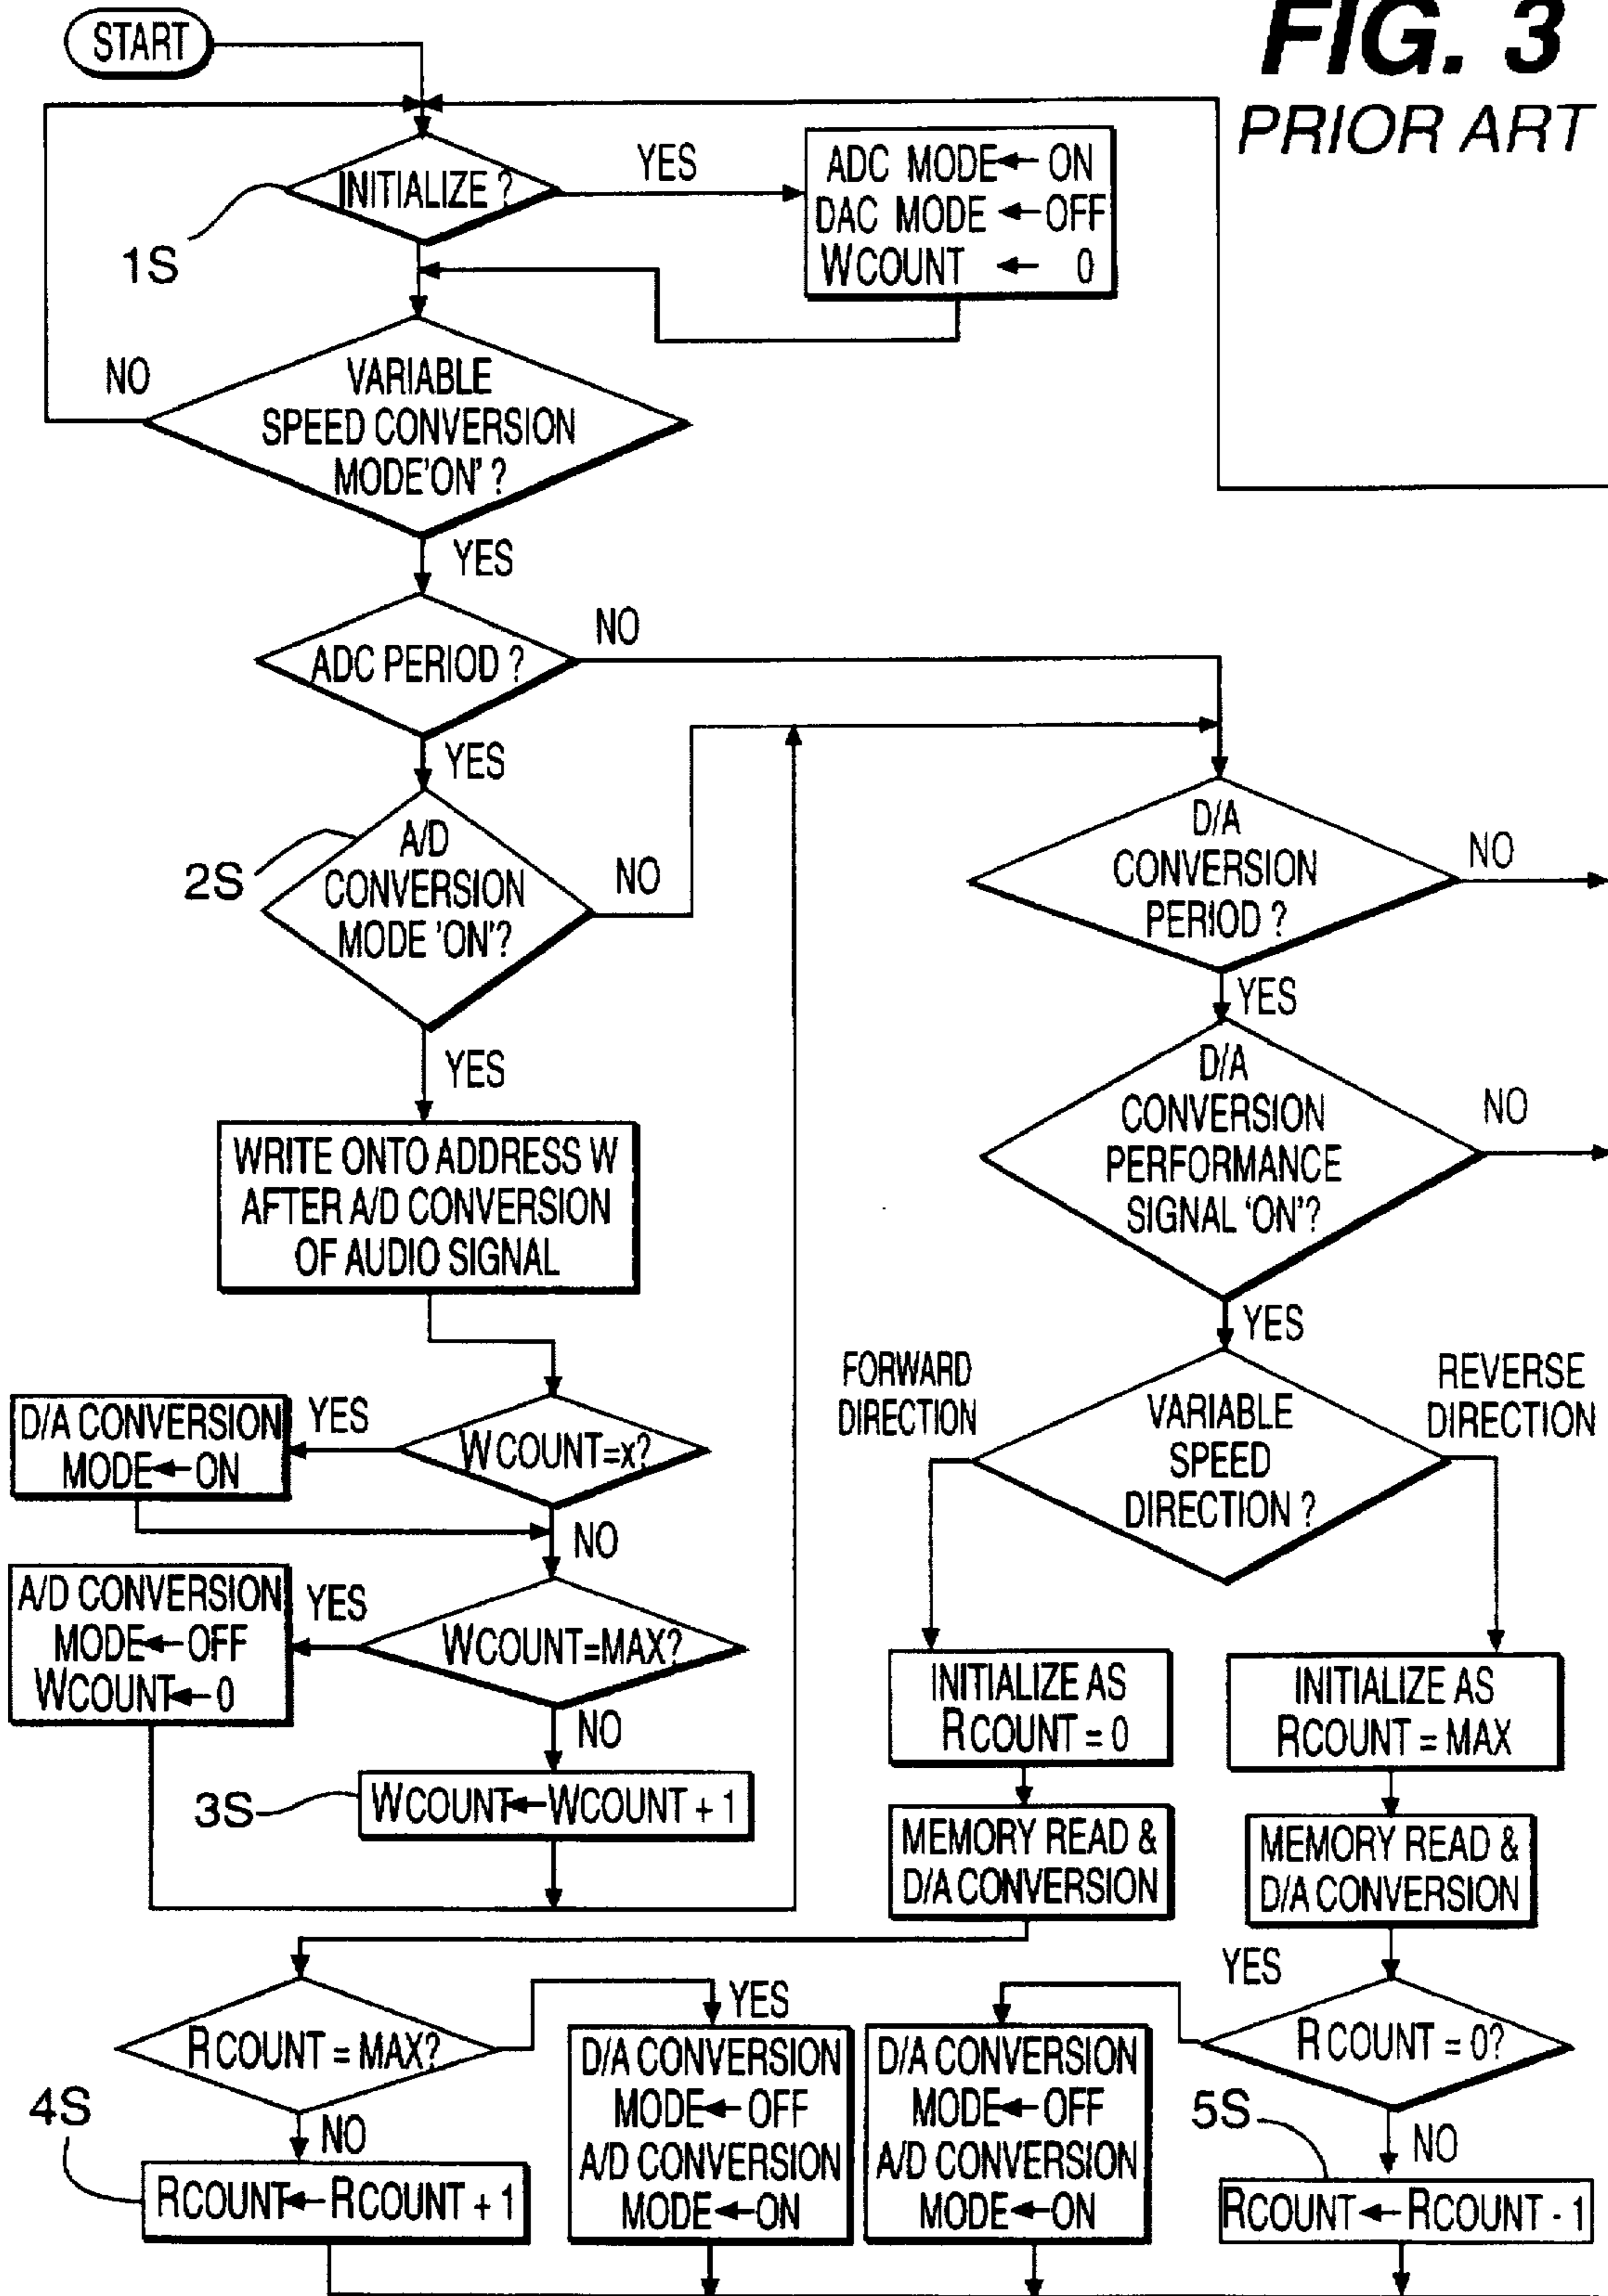 FIG. 3
PRIOR ART
START
INITIALIZE ?
YES
1S
ADC MODE ← ON
DAC MODE ← OFF
WCOUNT ← 0
NO
VARIABLE
SPEED CONVERSION
MODE'ON' ?
YES
ADC PERIOD ?
NO
YES
2S
A/D
CONVERSION
MODE 'ON'?
NO
YES
WRITE ONTO ADDRESS W
AFTER A/D CONVERSION
OF AUDIO SIGNAL
WCOUNT=x?
YES
D/A CONVERSION
MODE←ON
NO
WCOUNT=MAX?
YES
A/D CONVERSION
MODE←OFF
WCOUNT←0
NO
3S
WCOUNT←WCOUNT + 1
D/A
CONVERSION
PERIOD ?
NO
YES
D/A
CONVERSION
PERFORMANCE
SIGNAL 'ON'?
NO
YES
FORWARD
DIRECTION
VARIABLE
SPEED
DIRECTION ?
REVERSE
DIRECTION
INITIALIZE AS
RCOUNT = 0
INITIALIZE AS
RCOUNT = MAX
MEMORY READ &
D/A CONVERSION
MEMORY READ &
D/A CONVERSION
RCOUNT = MAX?
YES
D/A CONVERSION
MODE←OFF
A/D CONVERSION
MODE←ON
4S
NO
RCOUNT← RCOUNT + 1
YES
RCOUNT = 0?
D/A CONVERSION
MODE←OFF
A/D CONVERSION
MODE←ON
5S
NO
RCOUNT←RCOUNT - 1